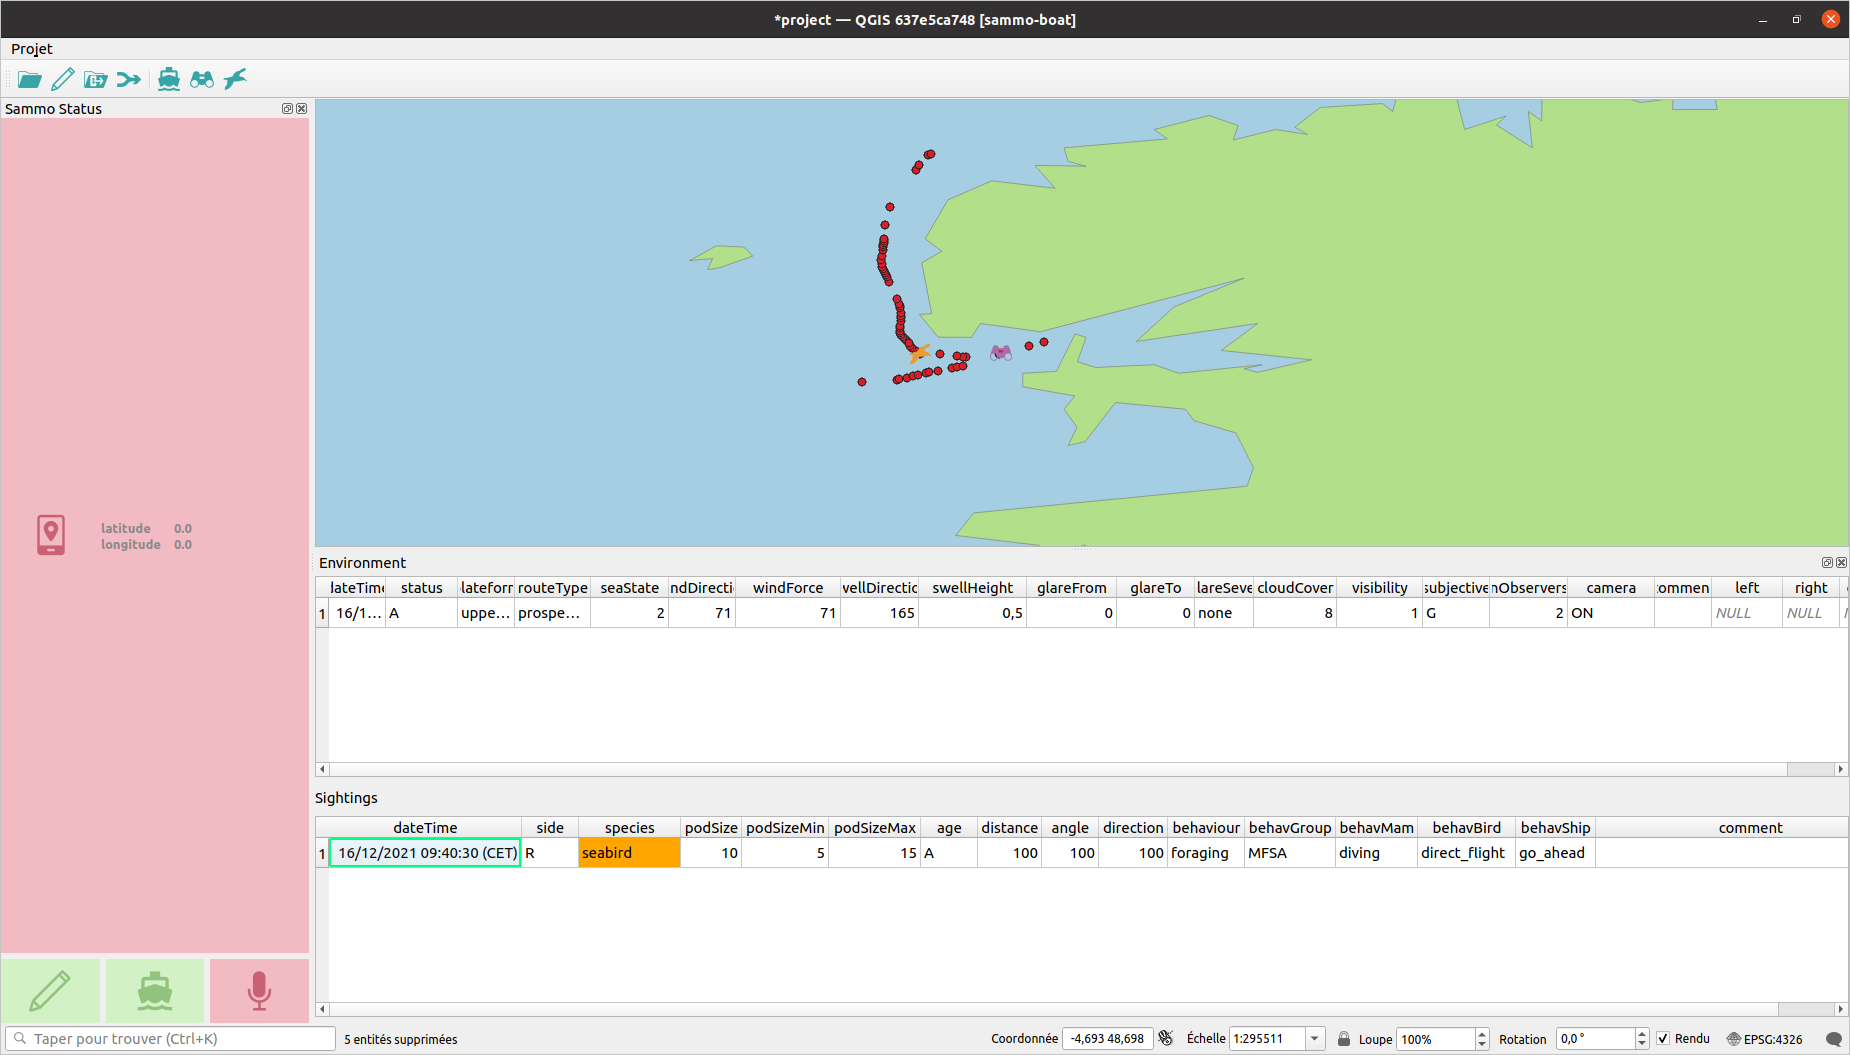 *project — QGIS 637e5ca748 [sammo-boat]
Projet
Sammo Status
latitude 0.0
longitude 0.0
Environment
lateTime status lateforn routeType seaState ndDirecti windForce vellDirectio swellHeight glareFrom glareTo lareSeve cloudCover visibility subjective nObservers camera commen left right
1 16/1... A uppe... prospe... 2 71 71 165 0,5 0 0 none 8 1 G 2 ON NULL NULL
Sightings
dateTime side species podSize podSizeMin podSizeMax age distance angle direction behaviour behavGroup behavMam behavBird behavShip comment
1 16/12/2021 09:40:30 (CET) R seabird 10 5 15 A 100 100 100 foraging MFSA diving direct_flight go_ahead
Taper pour trouver (Ctrl+K) 5 entités supprimées Coordonnée -4,693 48,698 Échelle 1:295511 Loupe 100% Rotation 0,0 ° Rendu EPSG:4326